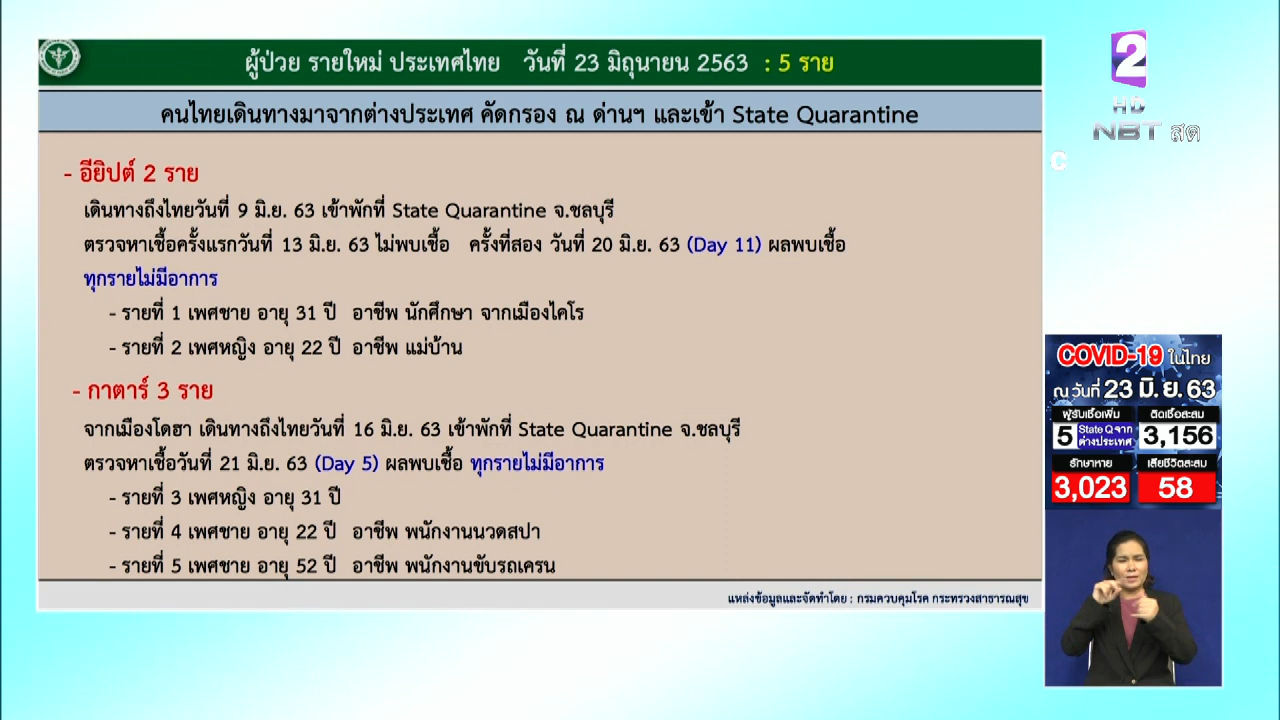 ผู้ป่วย รายใหม่ ประเทศไทย วันที่ 23 มิถุนายน 2563 : 5 ราย
คนไทยเดินทางมาจากต่างประเทศ คัดกรอง ณ ด่านฯ และเข้า State Quarantine
- อียิปต์ 2 ราย
เดินทางถึงไทยวันที่ 9 มิ.ย. 63 เข้าพักที่ State Quarantine จ.ชลบุรี
ตรวจหาเชื้อครั้งแรกวันที่ 13 มิ.ย. 63 ไม่พบเชื้อ ครั้งที่สอง วันที่ 20 มิ.ย. 63 (Day 11) ผลพบเชื้อ
ทุกรายไม่มีอาการ
- รายที่ 1 เพศชาย อายุ 31 ปี อาชีพ นักศึกษา จากเมืองไคโร
- รายที่ 2 เพศหญิง อายุ 22 ปี อาชีพ แม่บ้าน
- กาตาร์ 3 ราย
จากเมืองโดฮา เดินทางถึงไทยวันที่ 16 มิ.ย. 63 เข้าพักที่ State Quarantine จ.ชลบุรี
ตรวจหาเชื้อวันที่ 21 มิ.ย. 63 (Day 5) ผลพบเชื้อ ทุกรายไม่มีอาการ
- รายที่ 3 เพศหญิง อายุ 31 ปี
- รายที่ 4 เพศชาย อายุ 22 ปี อาชีพ พนักงานนวดสปา
- รายที่ 5 เพศชาย อายุ 52 ปี อาชีพ พนักงานขับรถเครน
แหล่งข้อมูลและจัดทำโดย : กรมควบคุมโรค กระทรวงสาธารณสุข
2
HD
NBT สด
C
COVID-19 ในไทย
ณ วันที่ 23 มิ.ย. 63
ผู้รับเชื้อเพิ่ม ติดเชื้อสะสม
5 State Q จาก ต่างประเทศ 3,156
รักษาหาย เสียชีวิตสะสม
3,023 58